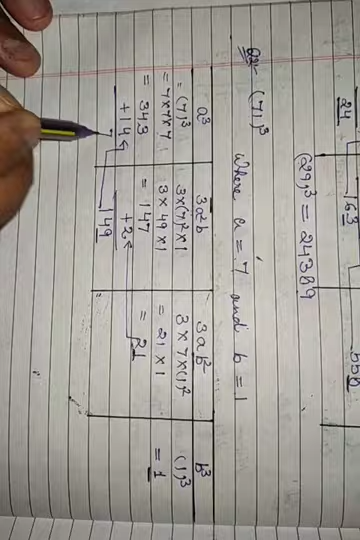 24 163 556
(29)³ = 24389
Q2:- (71)³ where a = 7 and b = 1
a³ 3a²b 3ab² b³
= (7)³ 3×(7)²×1 3×7×(1)² (1)³
= 7×7×7 3×49×1 = 21×1 = 1
= 343 = 147 = 21
+14 +2
149